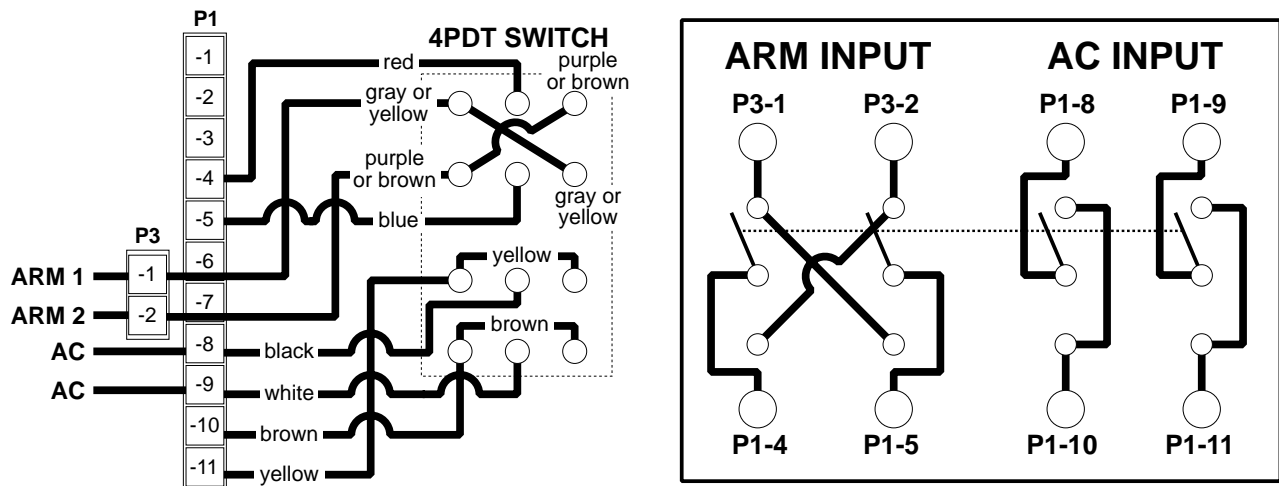 P1
4PDT SWITCH
-1
-2
-3
-4
-5
-6
-7
-8
-9
-10
-11
P3
-1
-2
ARM 1
ARM 2
AC
AC
red
purple
or brown
gray or
yellow
purple
or brown
gray or
yellow
blue
yellow
black
brown
white
brown
yellow
ARM INPUT
AC INPUT
P3-1
P3-2
P1-8
P1-9
P1-4
P1-5
P1-10
P1-11